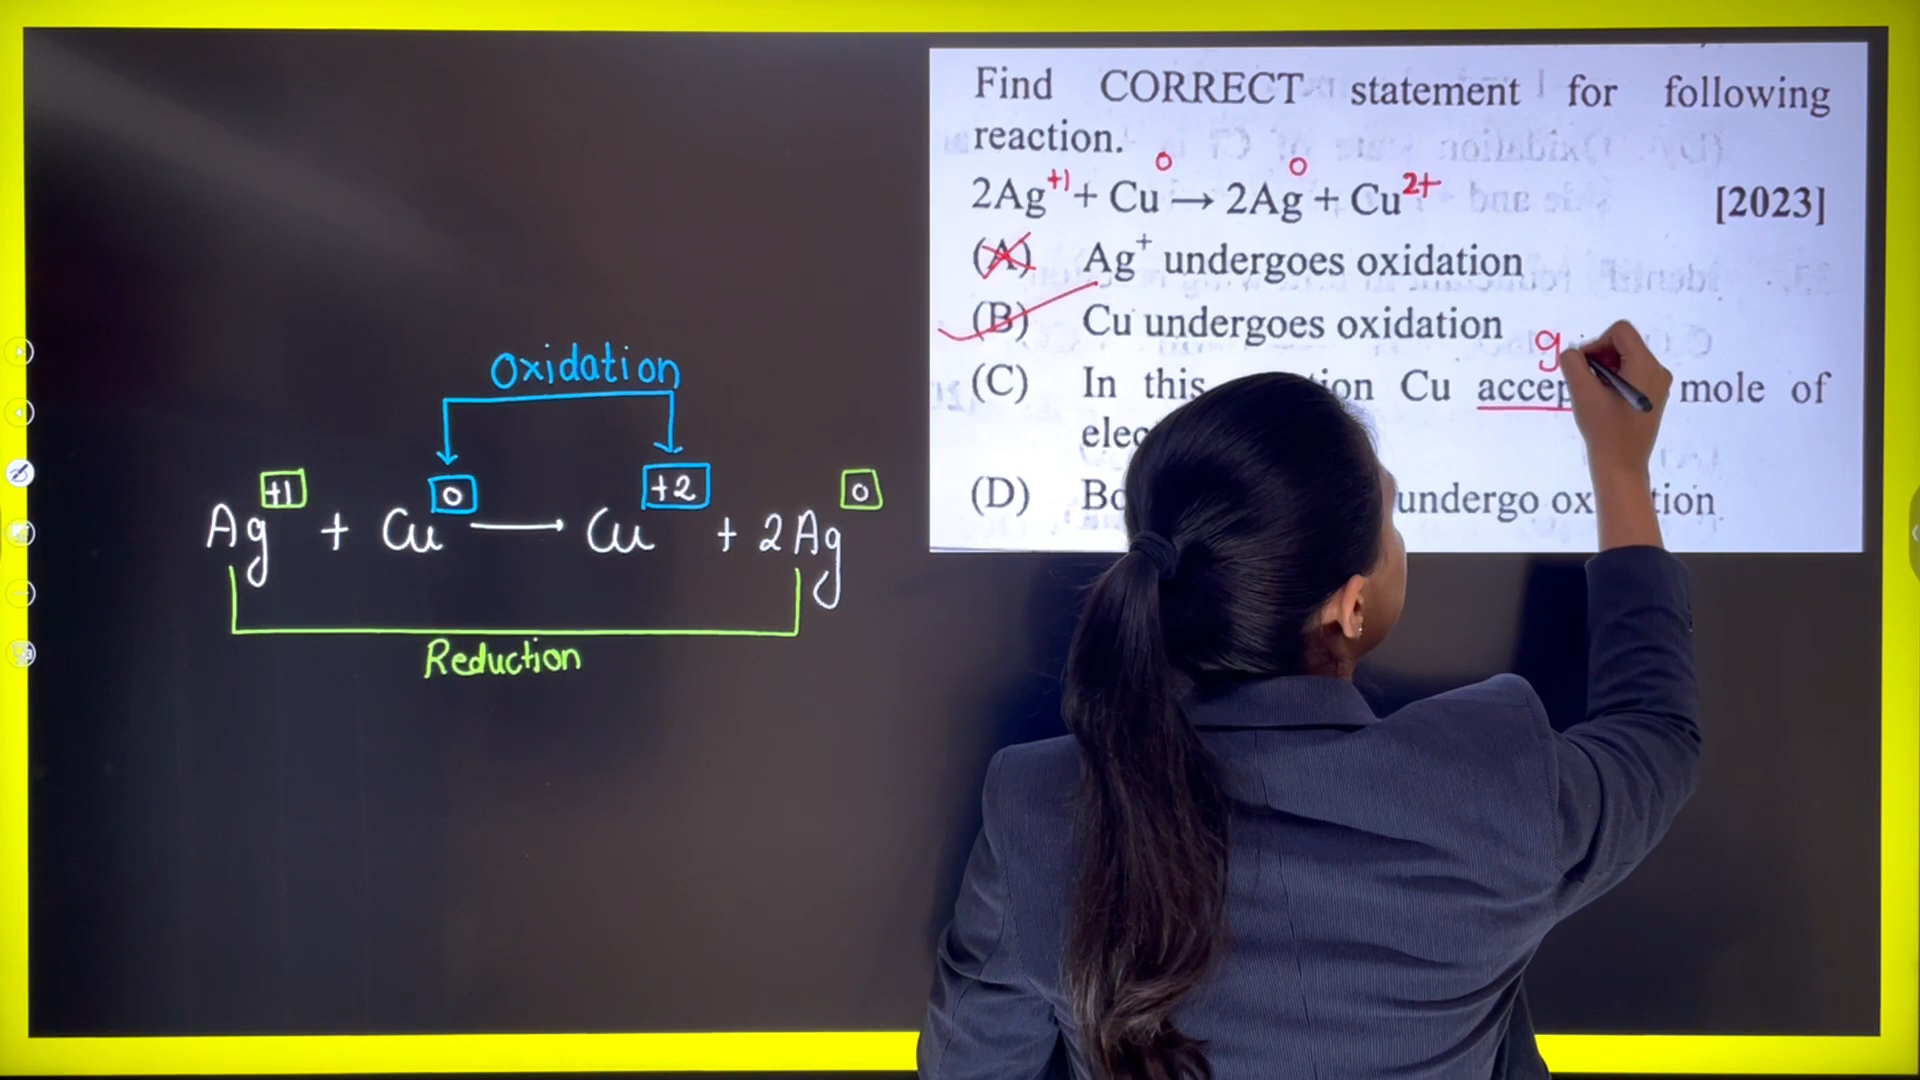 Find CORRECT statement for following
reaction.
2Ag⁺¹ + Cu⁰ → 2Ag⁰ + Cu²⁺ [2023]
(A) Ag⁺ undergoes oxidation
(B) Cu undergoes oxidation
g
(C) In this Cu mole of
(D) undergo
Oxidation
Ag +1 + Cu 0 → Cu +2 + 2Ag 0
Reduction